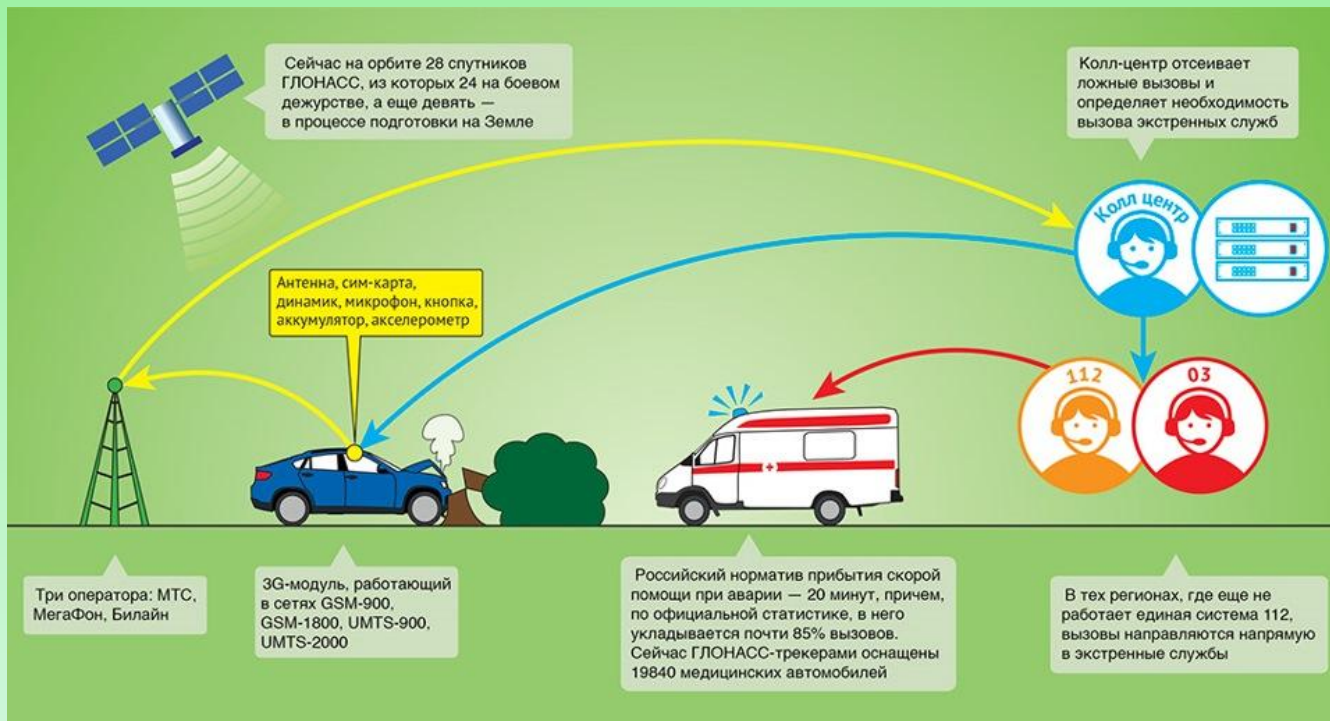 Сейчас на орбите 28 спутников
ГЛОНАСС, из которых 24 на боевом
дежурстве, а еще девять —
в процессе подготовки на Земле
Колл-центр отсеивает
ложные вызовы и
определяет необходимость
вызова экстренных служб
Колл центр
Антенна, сим-карта,
динамик, микрофон, кнопка,
аккумулятор, акселерометр
112
03
Три оператора: МТС,
МегаФон, Билайн
3G-модуль, работающий
в сетях GSM-900,
GSM-1800, UMTS-900,
UMTS-2000
Российский норматив прибытия скорой
помощи при аварии — 20 минут, причем,
по официальной статистике, в него
укладывается почти 85% вызовов.
Сейчас ГЛОНАСС-трекерами оснащены
19840 медицинских автомобилей
В тех регионах, где еще не
работает единая система 112,
вызовы направляются напрямую
в экстренные службы